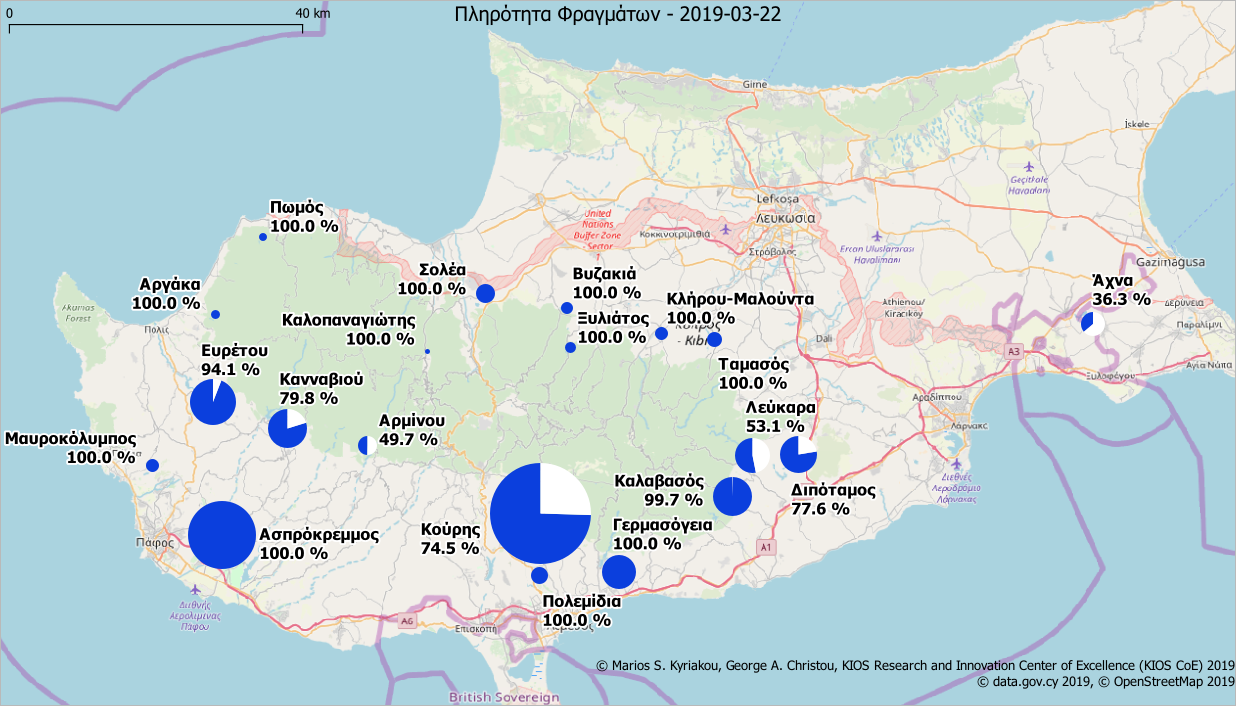 0
40 km
Πληρότητα Φραγμάτων - 2019-03-22
Girne
İskele
Geçitkale
Havaalanı
Πωμός
100.0 %
Lefkoşa
Λευκωσία
United
Nations
Buffer Zone
Sector
Κοκκινοτριμιθιά
Στρόβολος
Ercan Uluslararası
Havalimanı
Gazimağusa
Σολέα
100.0 %
Βυζακιά
100.0 %
Άχνα
36.3 %
Αργάκα
100.0 %
Κλήρου-Μαλούντα
100.0 %
Akamas
Forest
Πόλις
Καλοπαναγιώτης
100.0 %
Ξυλιάτος
100.0 %
Κύπρος
- Kıbrıs
Athienou/
Kiracıköy
Δερύνεια
Παραλίμνι
Dali
A3
Ευρέτου
94.1 %
Κανναβιού
79.8 %
Ταμασός
100.0 %
Αγία Νάπα
Ξυλοφάγου
Αραδίππου
Λάρνακα
Αρμίνου
49.7 %
Λεύκαρα
53.1 %
Μαυροκόλυμπος
100.0 %
Καλαβασός
99.7 %
Διπόταμος
77.6 %
Διεθνές
Αεροδρόμιο
Λάρνακας
Πάφος
Ασπρόκρεμμος
100.0 %
Κούρης
74.5 %
Γερμασόγεια
100.0 %
A1
Διεθνής
Αερολιμένας
Πάφου
Πολεμίδια
100.0 %
A6
Επισκοπή
Λεμεσός
© Marios S. Kyriakou, George A. Christou, KIOS Research and Innovation Center of Excellence (KIOS CoE) 2019
© data.gov.cy 2019, © OpenStreetMap 2019
British Sovereign